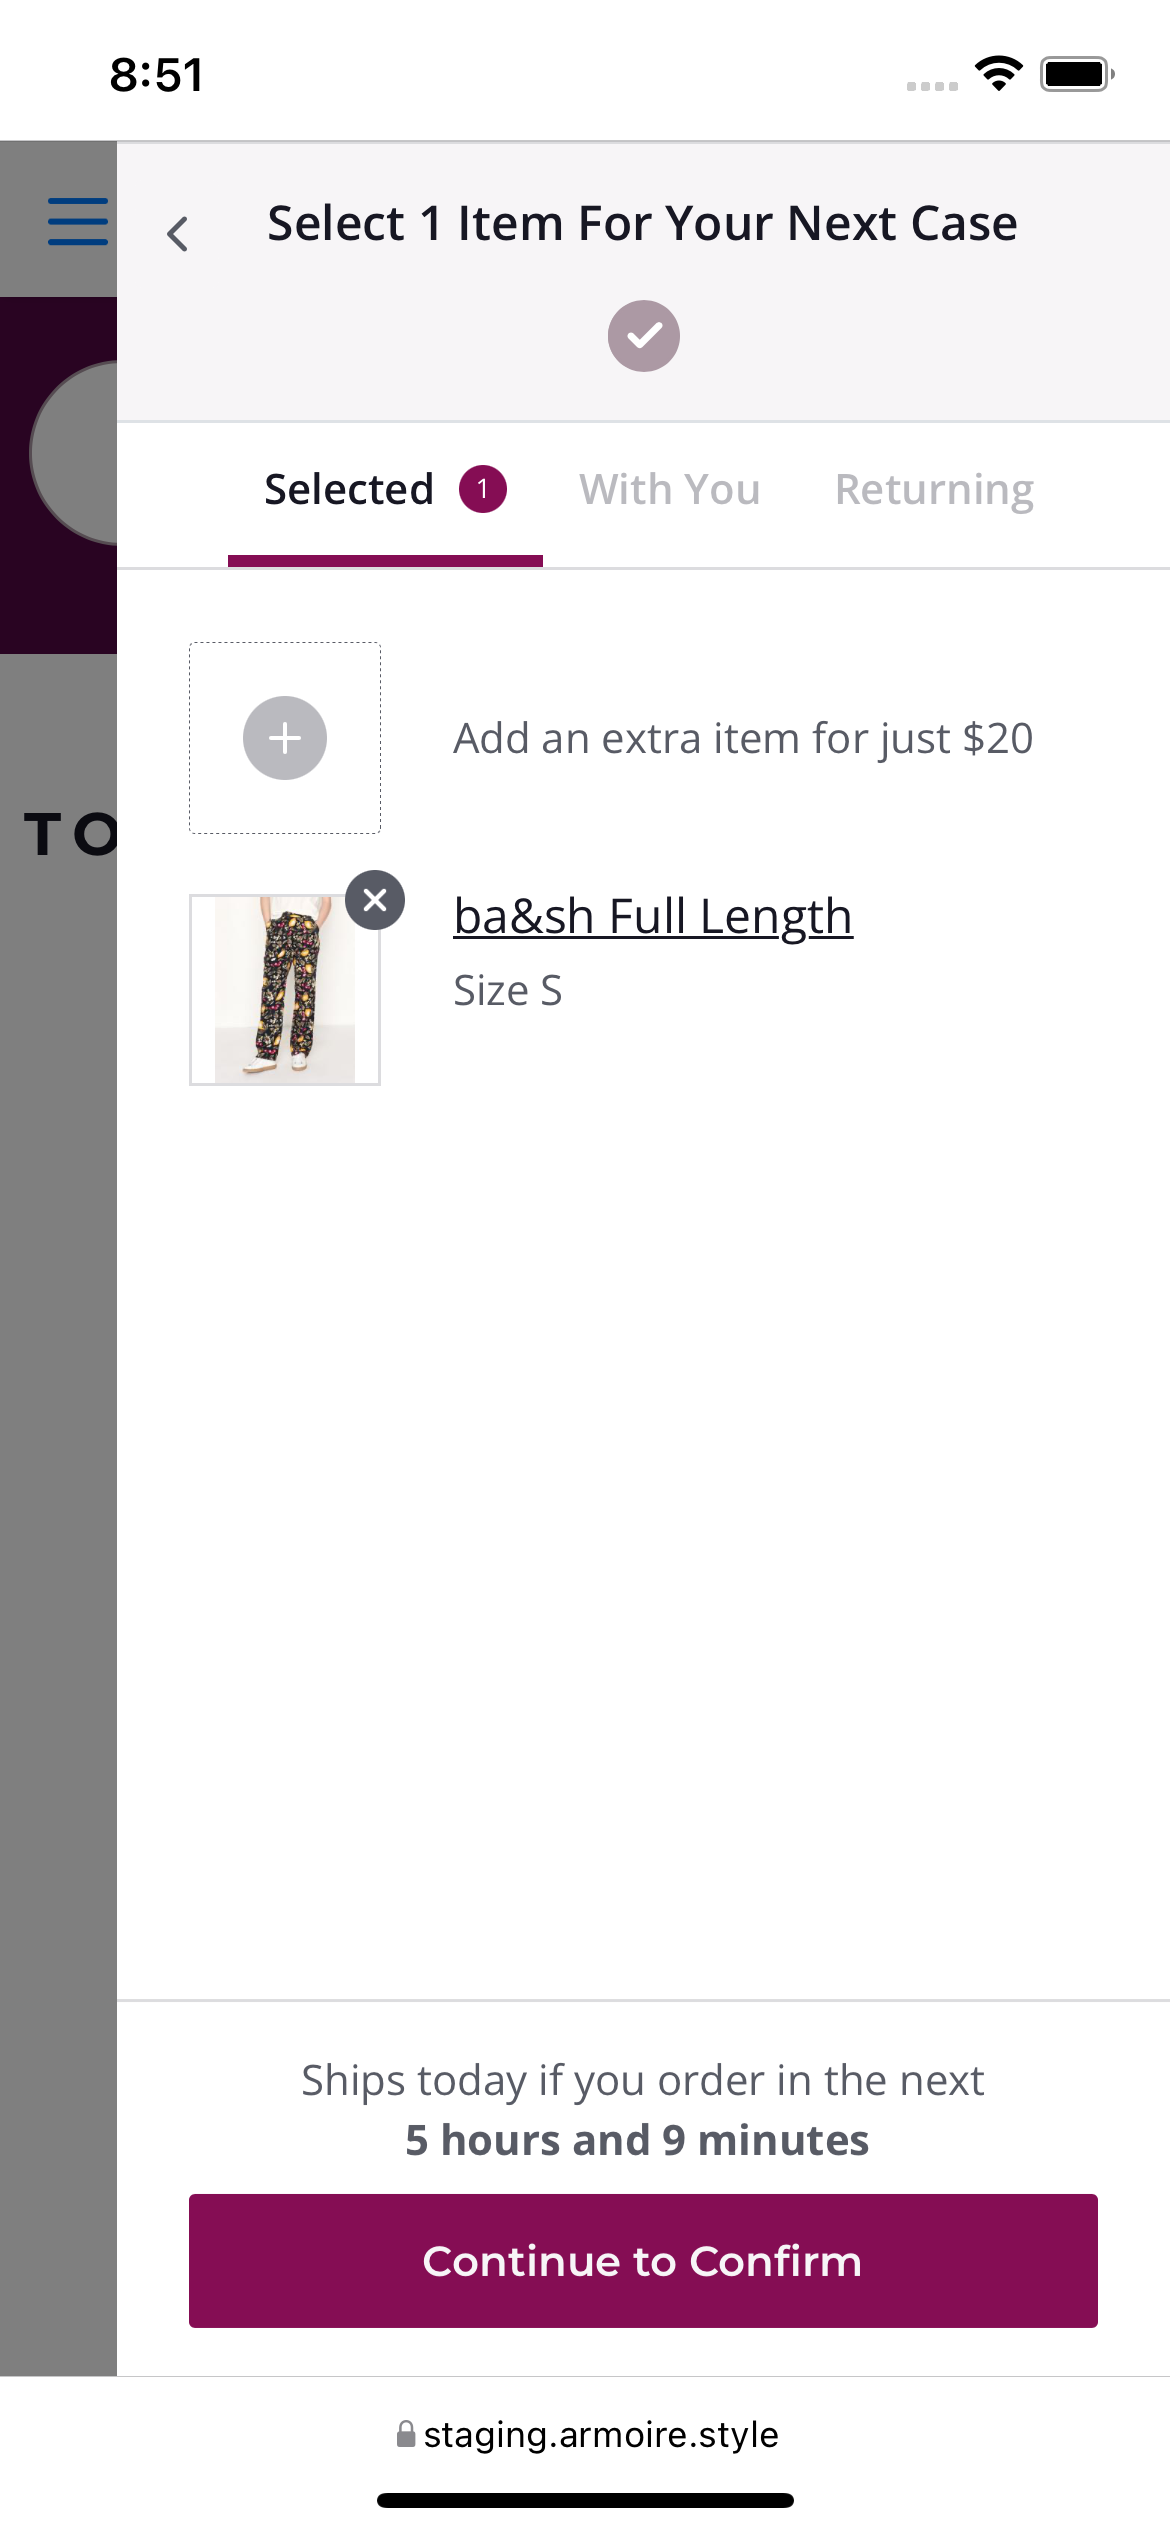 8:51
Select 1 Item For Your Next Case
Selected 1 With You Returning
Add an extra item for just $20
ba&sh Full Length
Size S
TO
Ships today if you order in the next
5 hours and 9 minutes
Continue to Confirm
staging.armoire.style